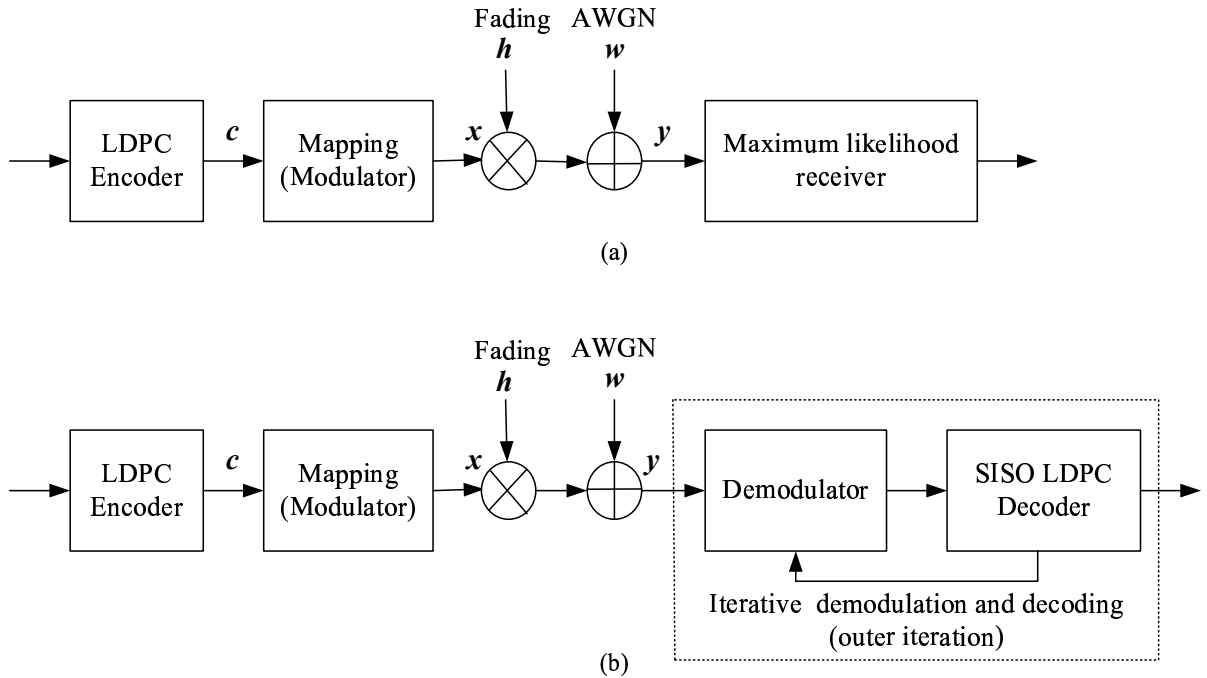 Fading
h
AWGN
w
LDPC
Encoder
c
Mapping
(Modulator)
x
y
Maximum likelihood
receiver
(a)
Fading
h
AWGN
w
LDPC
Encoder
c
Mapping
(Modulator)
x
y
Demodulator
SISO LDPC
Decoder
Iterative demodulation and decoding
(outer iteration)
(b)